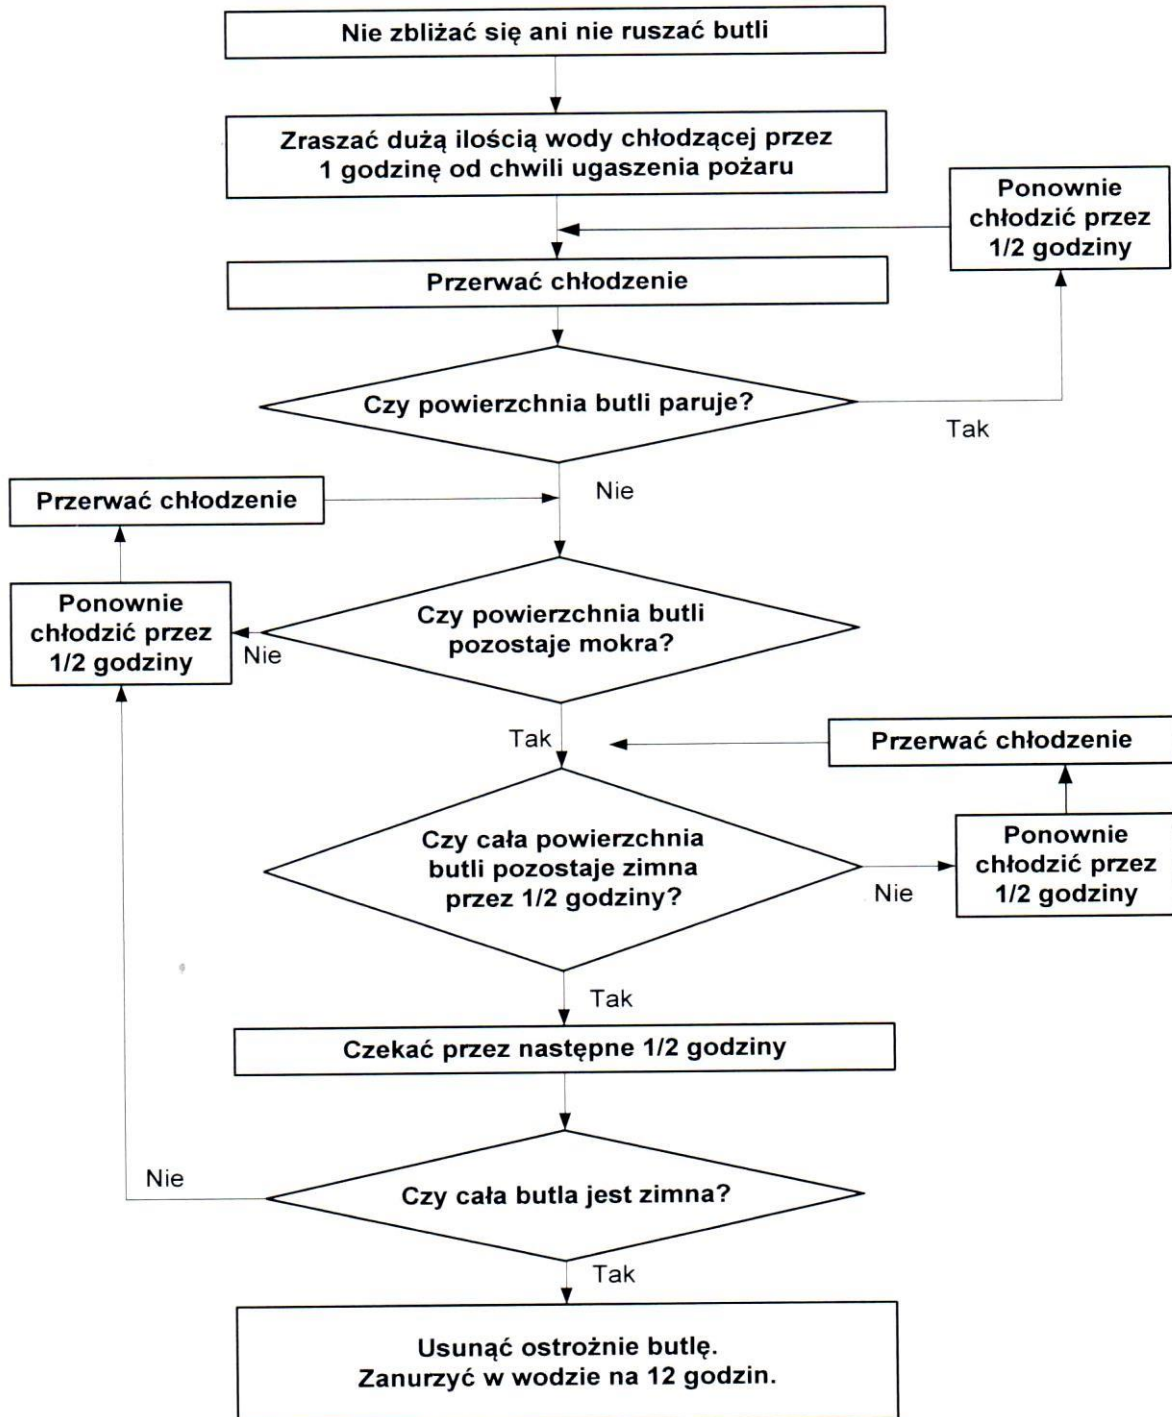 Nie zbliżać się ani nie ruszać butli
Zraszać dużą ilością wody chłodzącej przez
1 godzinę od chwili ugaszenia pożaru
Ponownie
chłodzić przez
1/2 godziny
Przerwać chłodzenie
Czy powierzchnia butli paruje?
Tak
Nie
Przerwać chłodzenie
Ponownie
chłodzić przez
1/2 godziny
Nie
Czy powierzchnia butli
pozostaje mokra?
Tak
Przerwać chłodzenie
Czy cała powierzchnia
butli pozostaje zimna
przez 1/2 godziny?
Nie
Ponownie
chłodzić przez
1/2 godziny
Tak
Czekać przez następne 1/2 godziny
Nie
Czy cała butla jest zimna?
Tak
Usunąć ostrożnie butlę.
Zanurzyć w wodzie na 12 godzin.